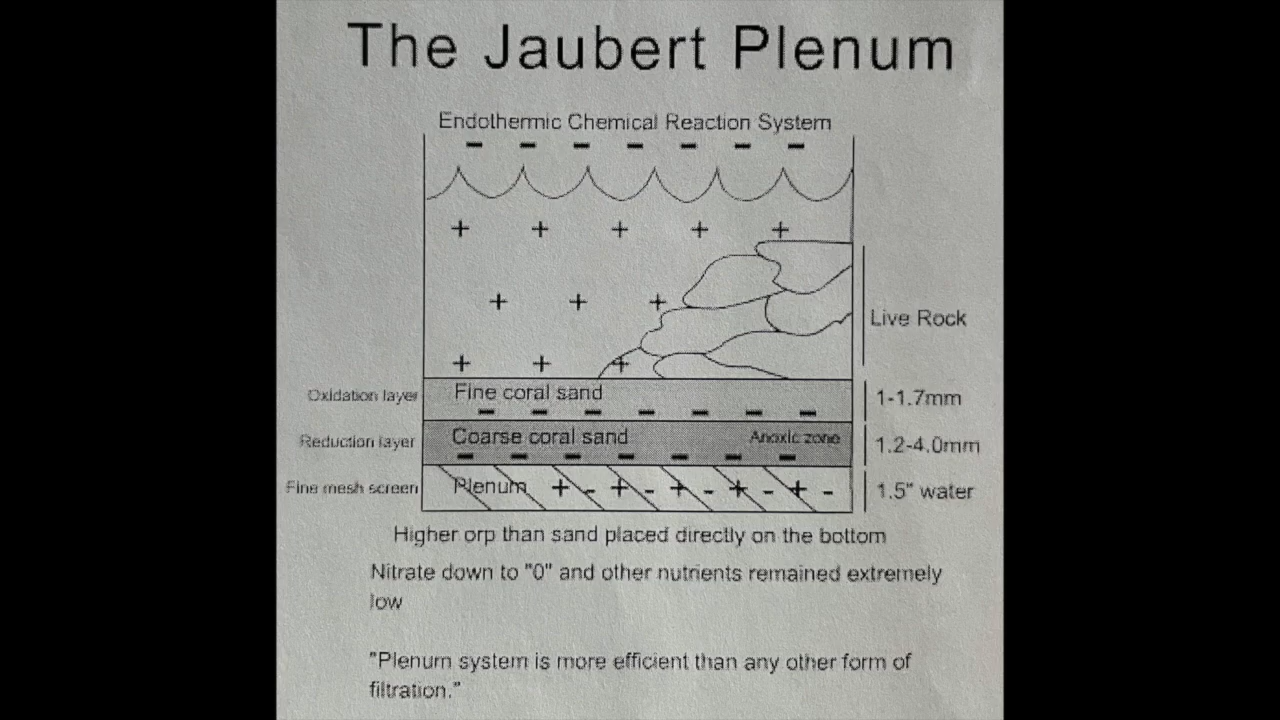 The Jaubert Plenum
Endothermic Chemical Reaction System
- - - - - - -
+ + + + +
+ + +
Live Rock
+ + +
Oxidation layer
Fine coral sand
1-1.7mm
- - - - - - -
Reduction layer
Coarse coral sand
Anoxic zone
1.2-4.0mm
- - - - - - -
Fine mesh screen
Plenum + - + - + - + - + -
1.5" water
Higher orp than sand placed directly on the bottom
Nitrate down to "0" and other nutrients remained extremely
low
"Plenum system is more efficient than any other form of
filtration."